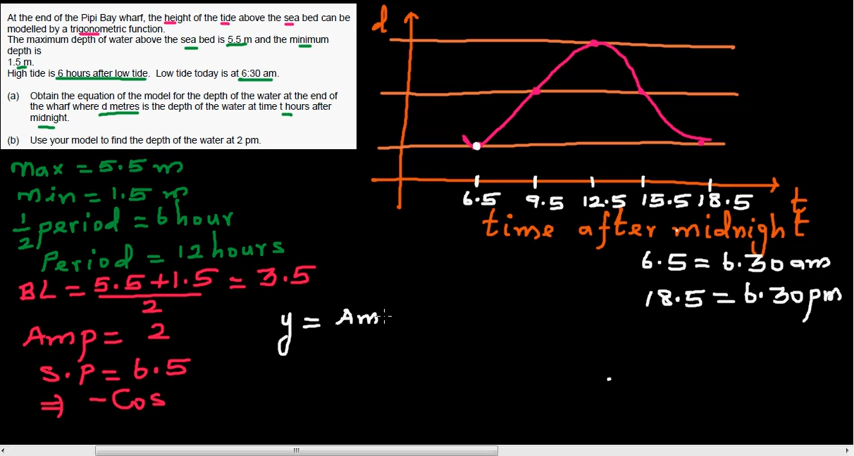 At the end of the Pipi Bay wharf, the height of the tide above the sea bed can be
modelled by a trigonometric function.
The maximum depth of water above the sea bed is 5.5 m and the minimum
depth is
1.5 m.
High tide is 6 hours after low tide. Low tide today is at 6:30 am.
(a) Obtain the equation of the model for the depth of the water at the end of
the wharf where d metres is the depth of the water at time t hours after
midnight.
(b) Use your model to find the depth of the water at 2 pm.
max = 5.5 m
min = 1.5 m
1/2 period = 6 hour
Period = 12 hours
BL = 5.5+1.5/2 = 3.5
Amp = 2
S.P = 6.5
⇒ -Cos
y = Am
d
6.5 9.5 12.5 15.5 18.5 t
time after midnight
6.5 = 6.30am
18.5 = 6.30pm